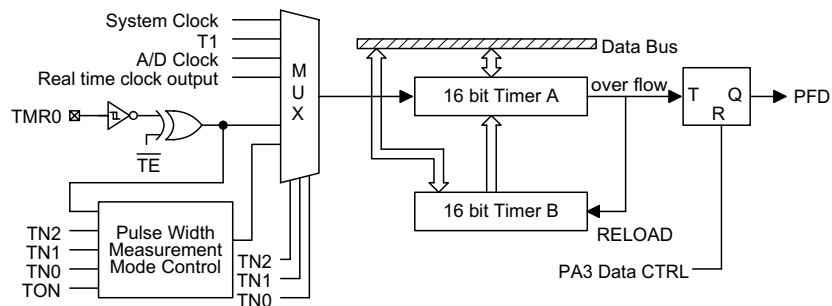 System Clock
T1
A/D Clock
Real time clock output
TMR0
TE
M
U
X
Data Bus
16 bit Timer A
over flow
T
Q
R
PFD
16 bit Timer B
RELOAD
PA3 Data CTRL
Pulse Width
Measurement
Mode Control
TN2
TN1
TN0
TON
TN2
TN1
TN0